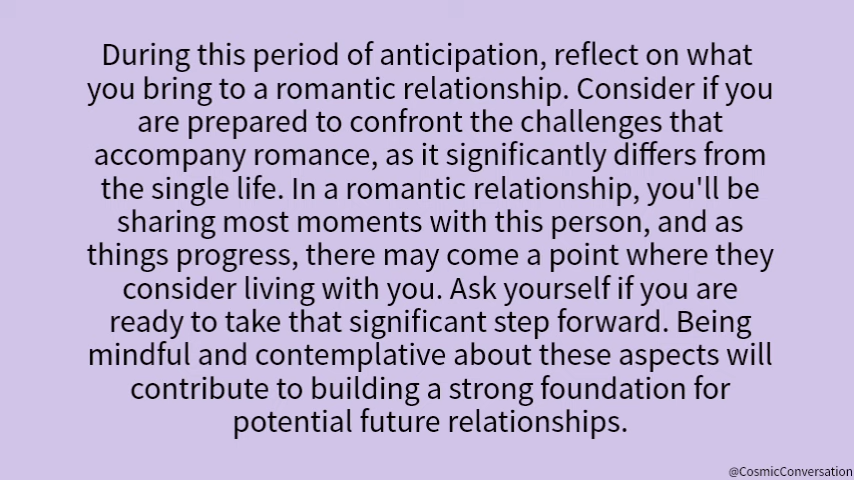 During this period of anticipation, reflect on what
you bring to a romantic relationship. Consider if you
are prepared to confront the challenges that
accompany romance, as it significantly differs from
the single life. In a romantic relationship, you'll be
sharing most moments with this person, and as
things progress, there may come a point where they
consider living with you. Ask yourself if you are
ready to take that significant step forward. Being
mindful and contemplative about these aspects will
contribute to building a strong foundation for
potential future relationships.
@CosmicConversation